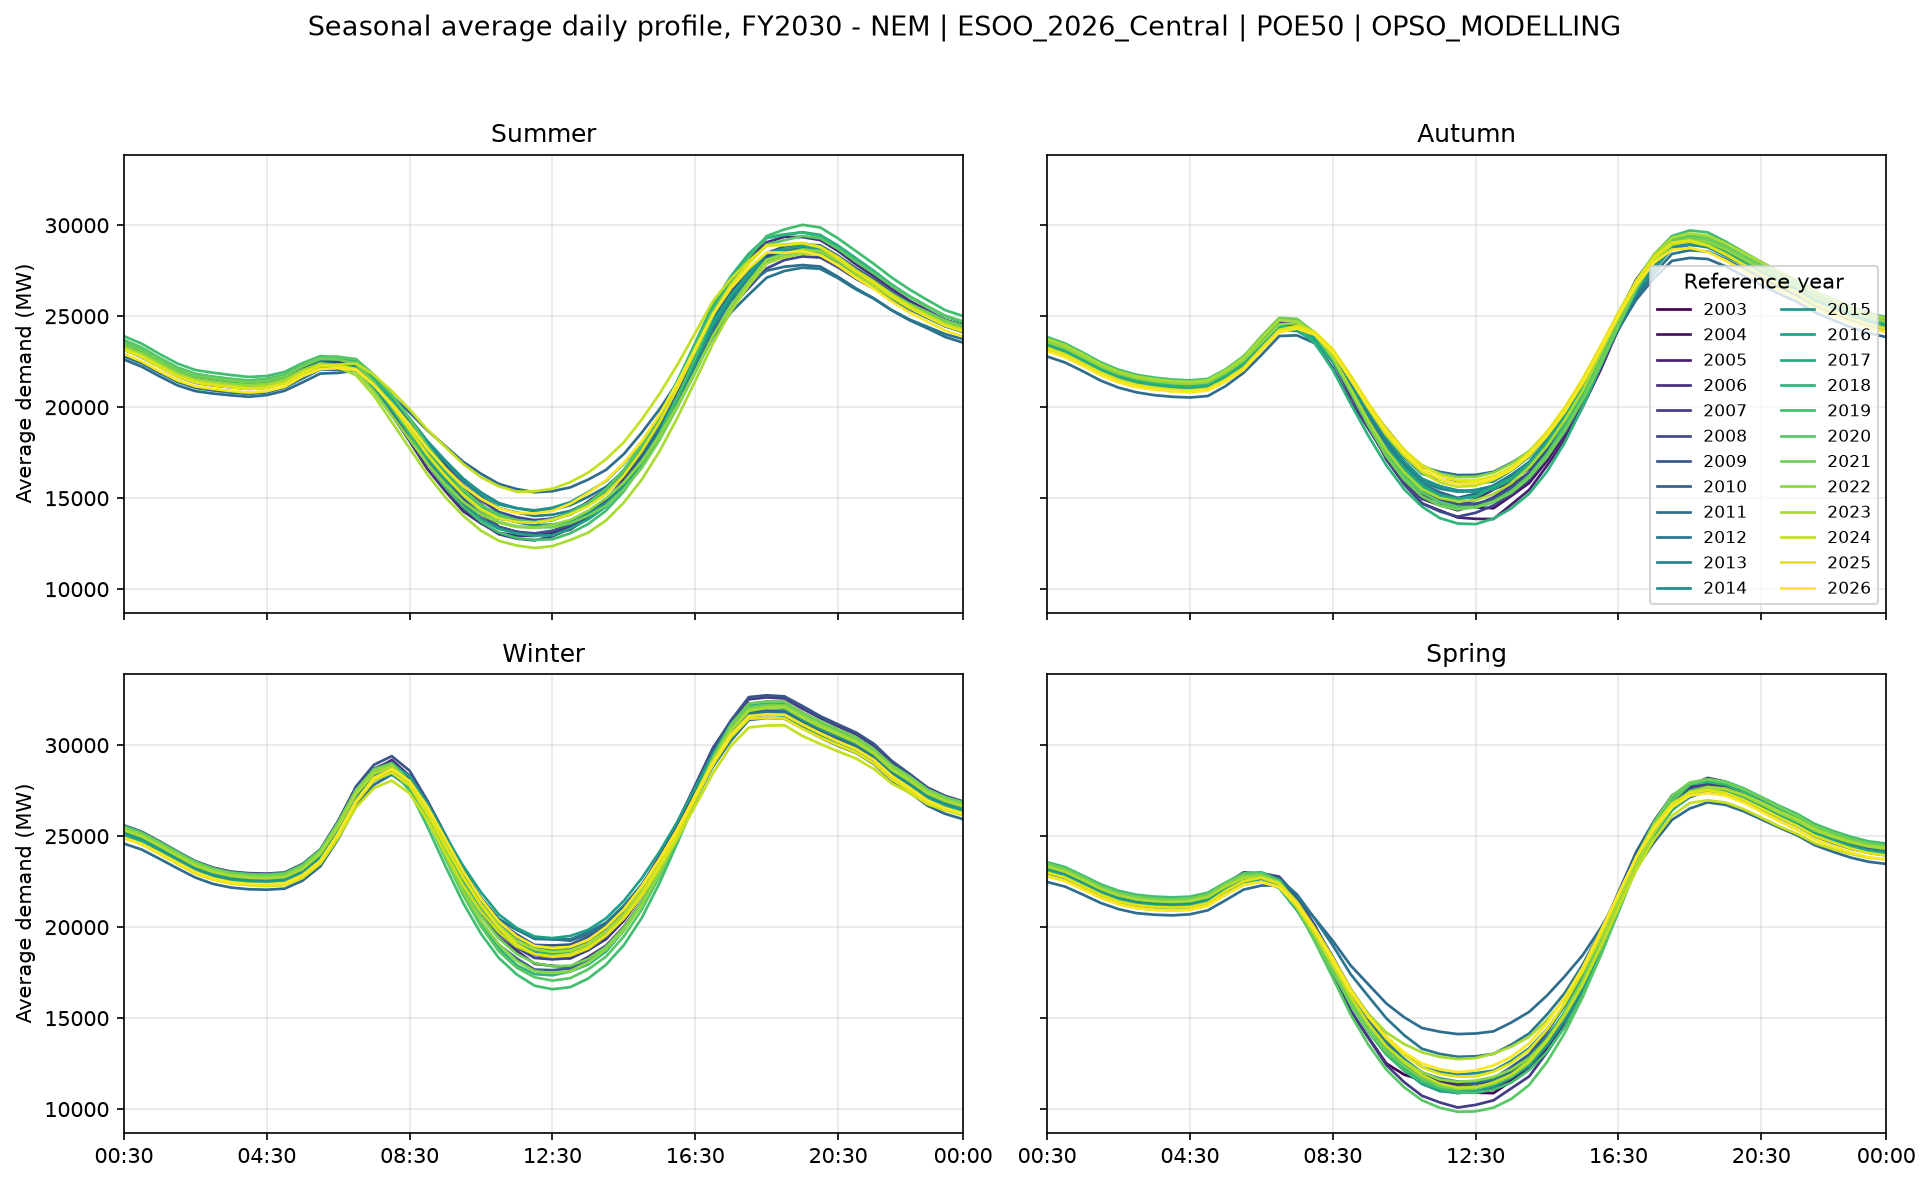 Seasonal average daily profile, FY2030 - NEM | ESOO_2026_Central | POE50 | OPSO_MODELLING
Summer
Autumn
Average demand (MW)
30000
25000
20000
15000
10000
Reference year
2003 2015
2004 2016
2005 2017
2006 2018
2007 2019
2008 2020
2009 2021
2010 2022
2011 2023
2012 2024
2013 2025
2014 2026
Winter
Spring
Average demand (MW)
30000
25000
20000
15000
10000
00:30 04:30 08:30 12:30 16:30 20:30 00:00
00:30 04:30 08:30 12:30 16:30 20:30 00:00